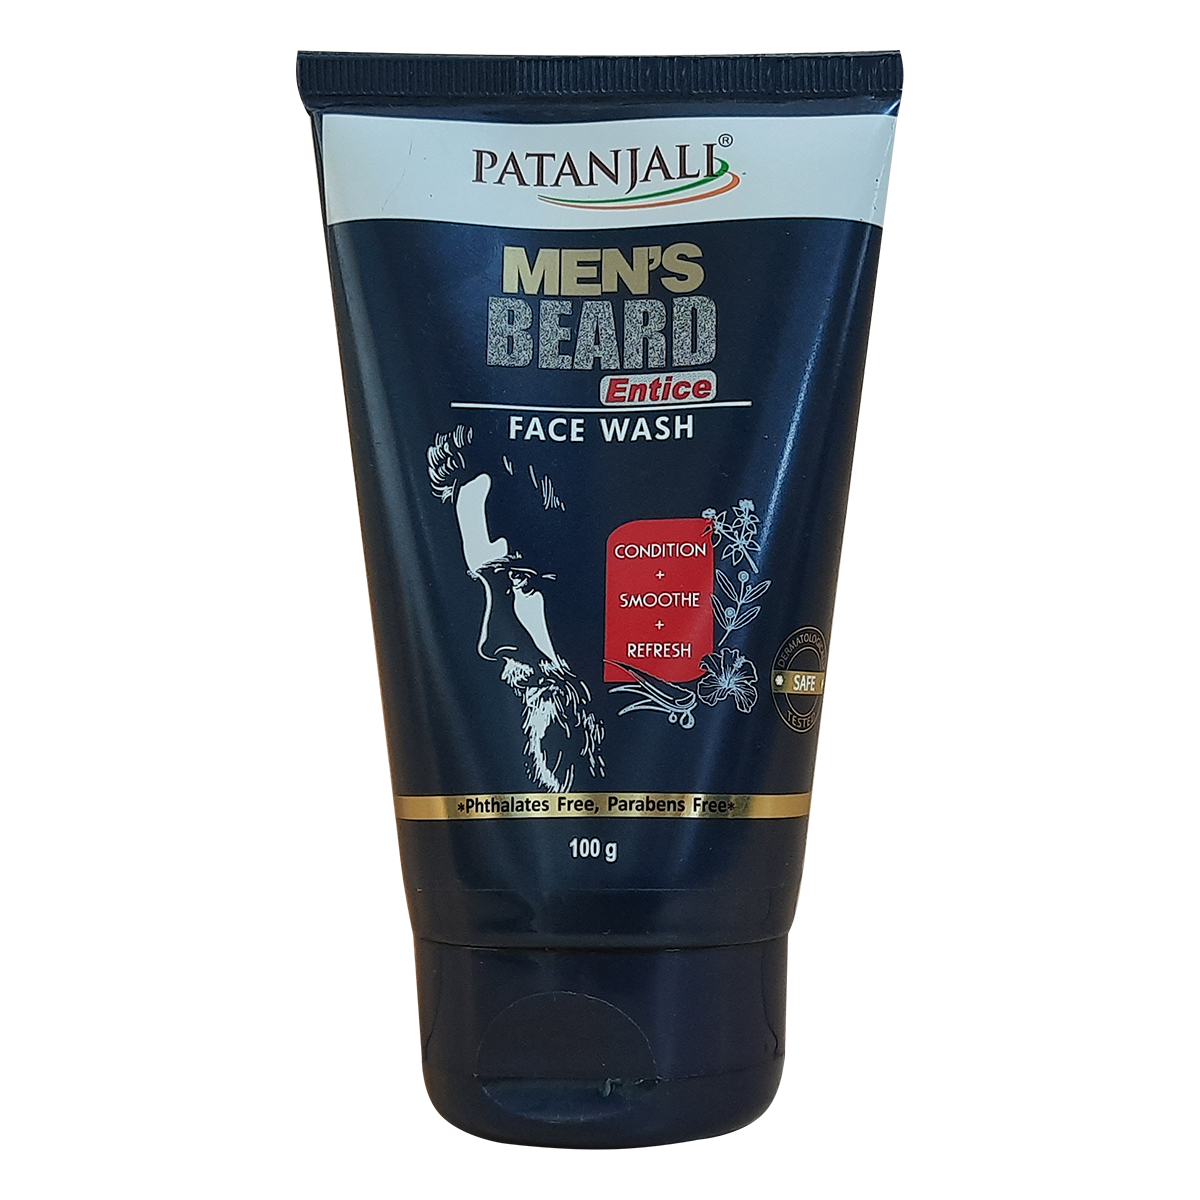 PATANJALI®
MEN'S
BEARD
Entice
FACE WASH
CONDITION
+
SMOOTHE
+
REFRESH
SAFE
*Phthalates Free, Parabens Free*
100 g